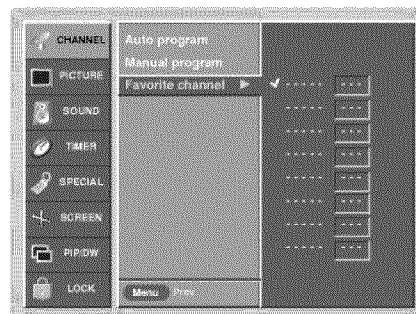 CHANNEL
PICTURE
SOUND
TIMER
SPECIAL
SCREEN
PIP/DW
LOCK
Auto program
Manual program
Favorite channel
----- ---
----- ---
----- ---
----- ---
----- ---
----- ---
----- ---
----- ---
Menu Prev.